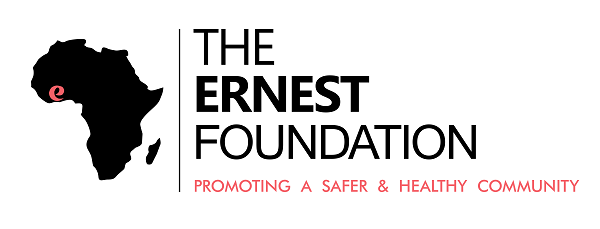 e
THE
ERNEST
FOUNDATION
PROMOTING A SAFER & HEALTHY COMMUNITY